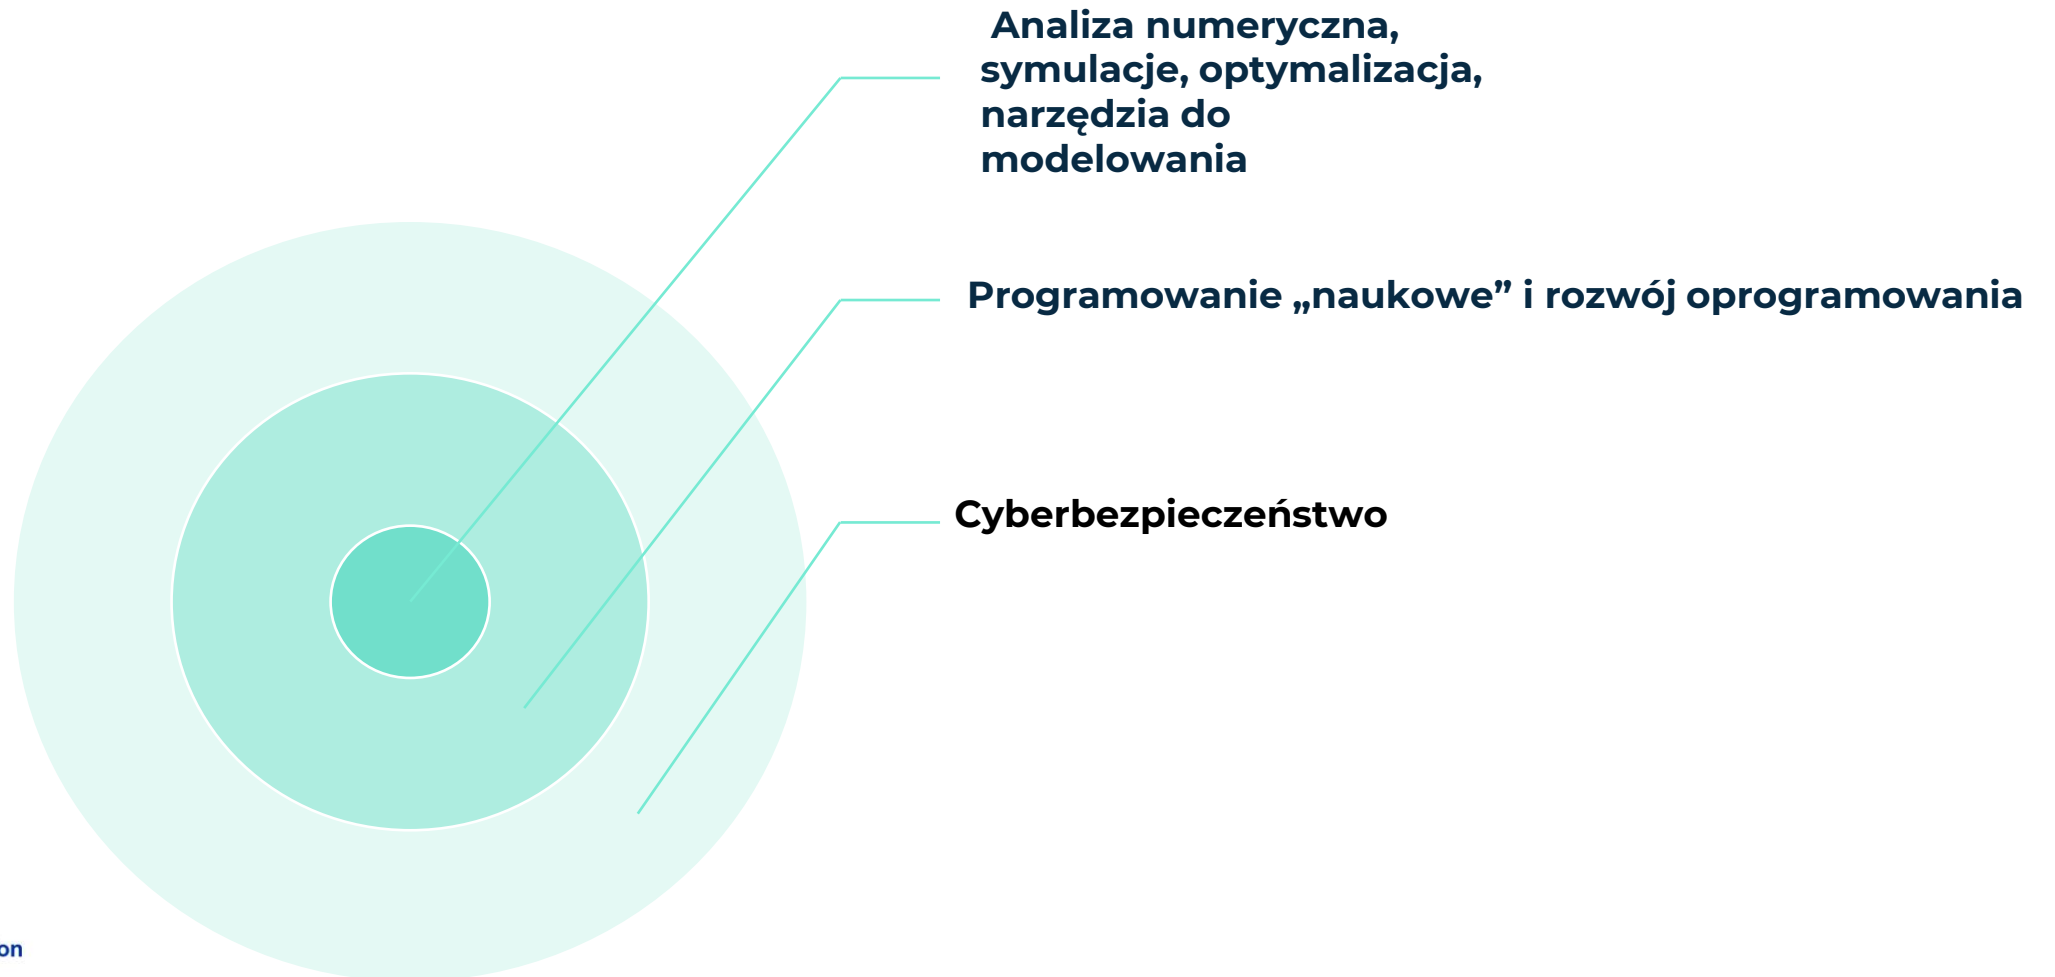 Analiza numeryczna,
symulacje, optymalizacja,
narzędzia do
modelowania
Programowanie „naukowe” i rozwój oprogramowania
Cyberbezpieczeństwo
on